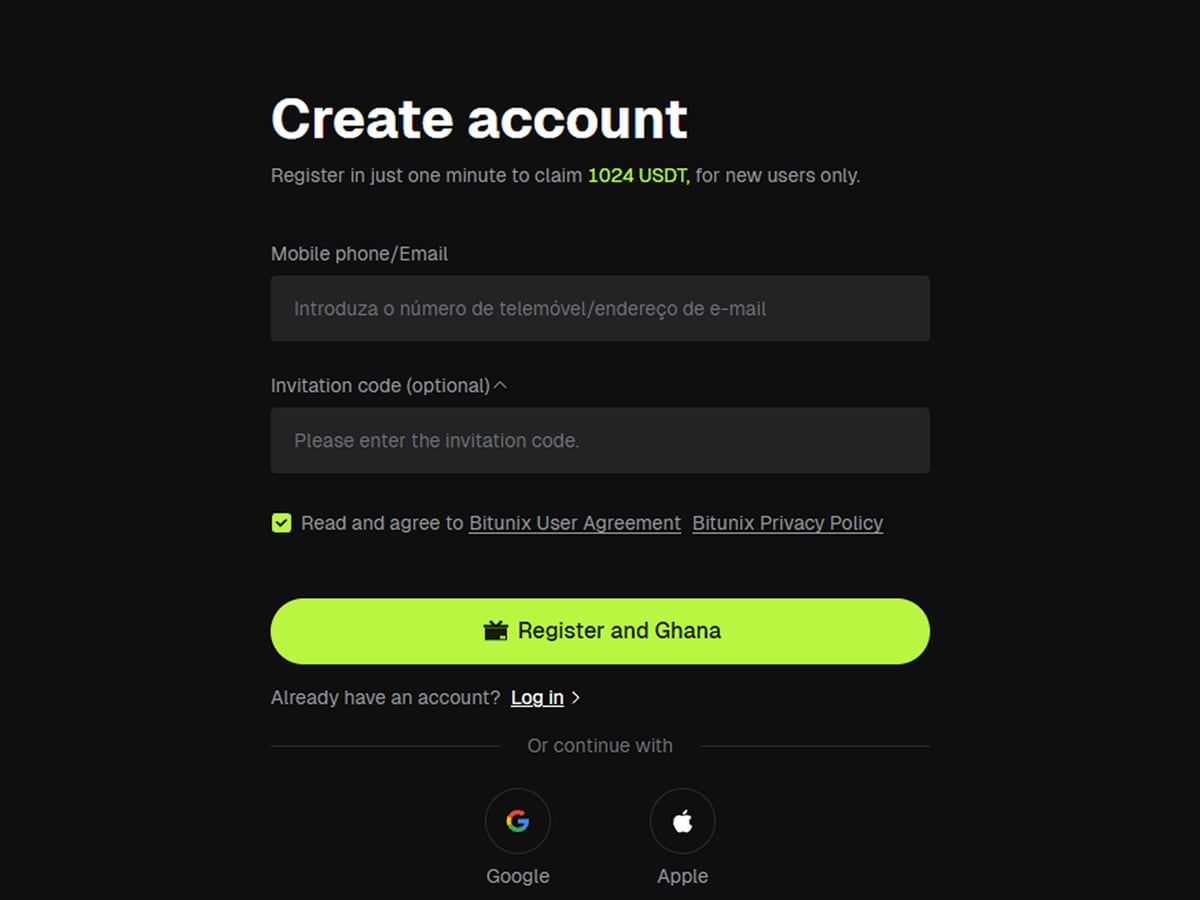 Create account
Register in just one minute to claim 1024 USDT, for new users only.
Mobile phone/Email
Introduza o número de telemóvel/endereço de e-mail
Invitation code (optional)
Please enter the invitation code.
Read and agree to Bitunix User Agreement Bitunix Privacy Policy
Register and Ghana
Already have an account? Log in
Or continue with
Google Apple